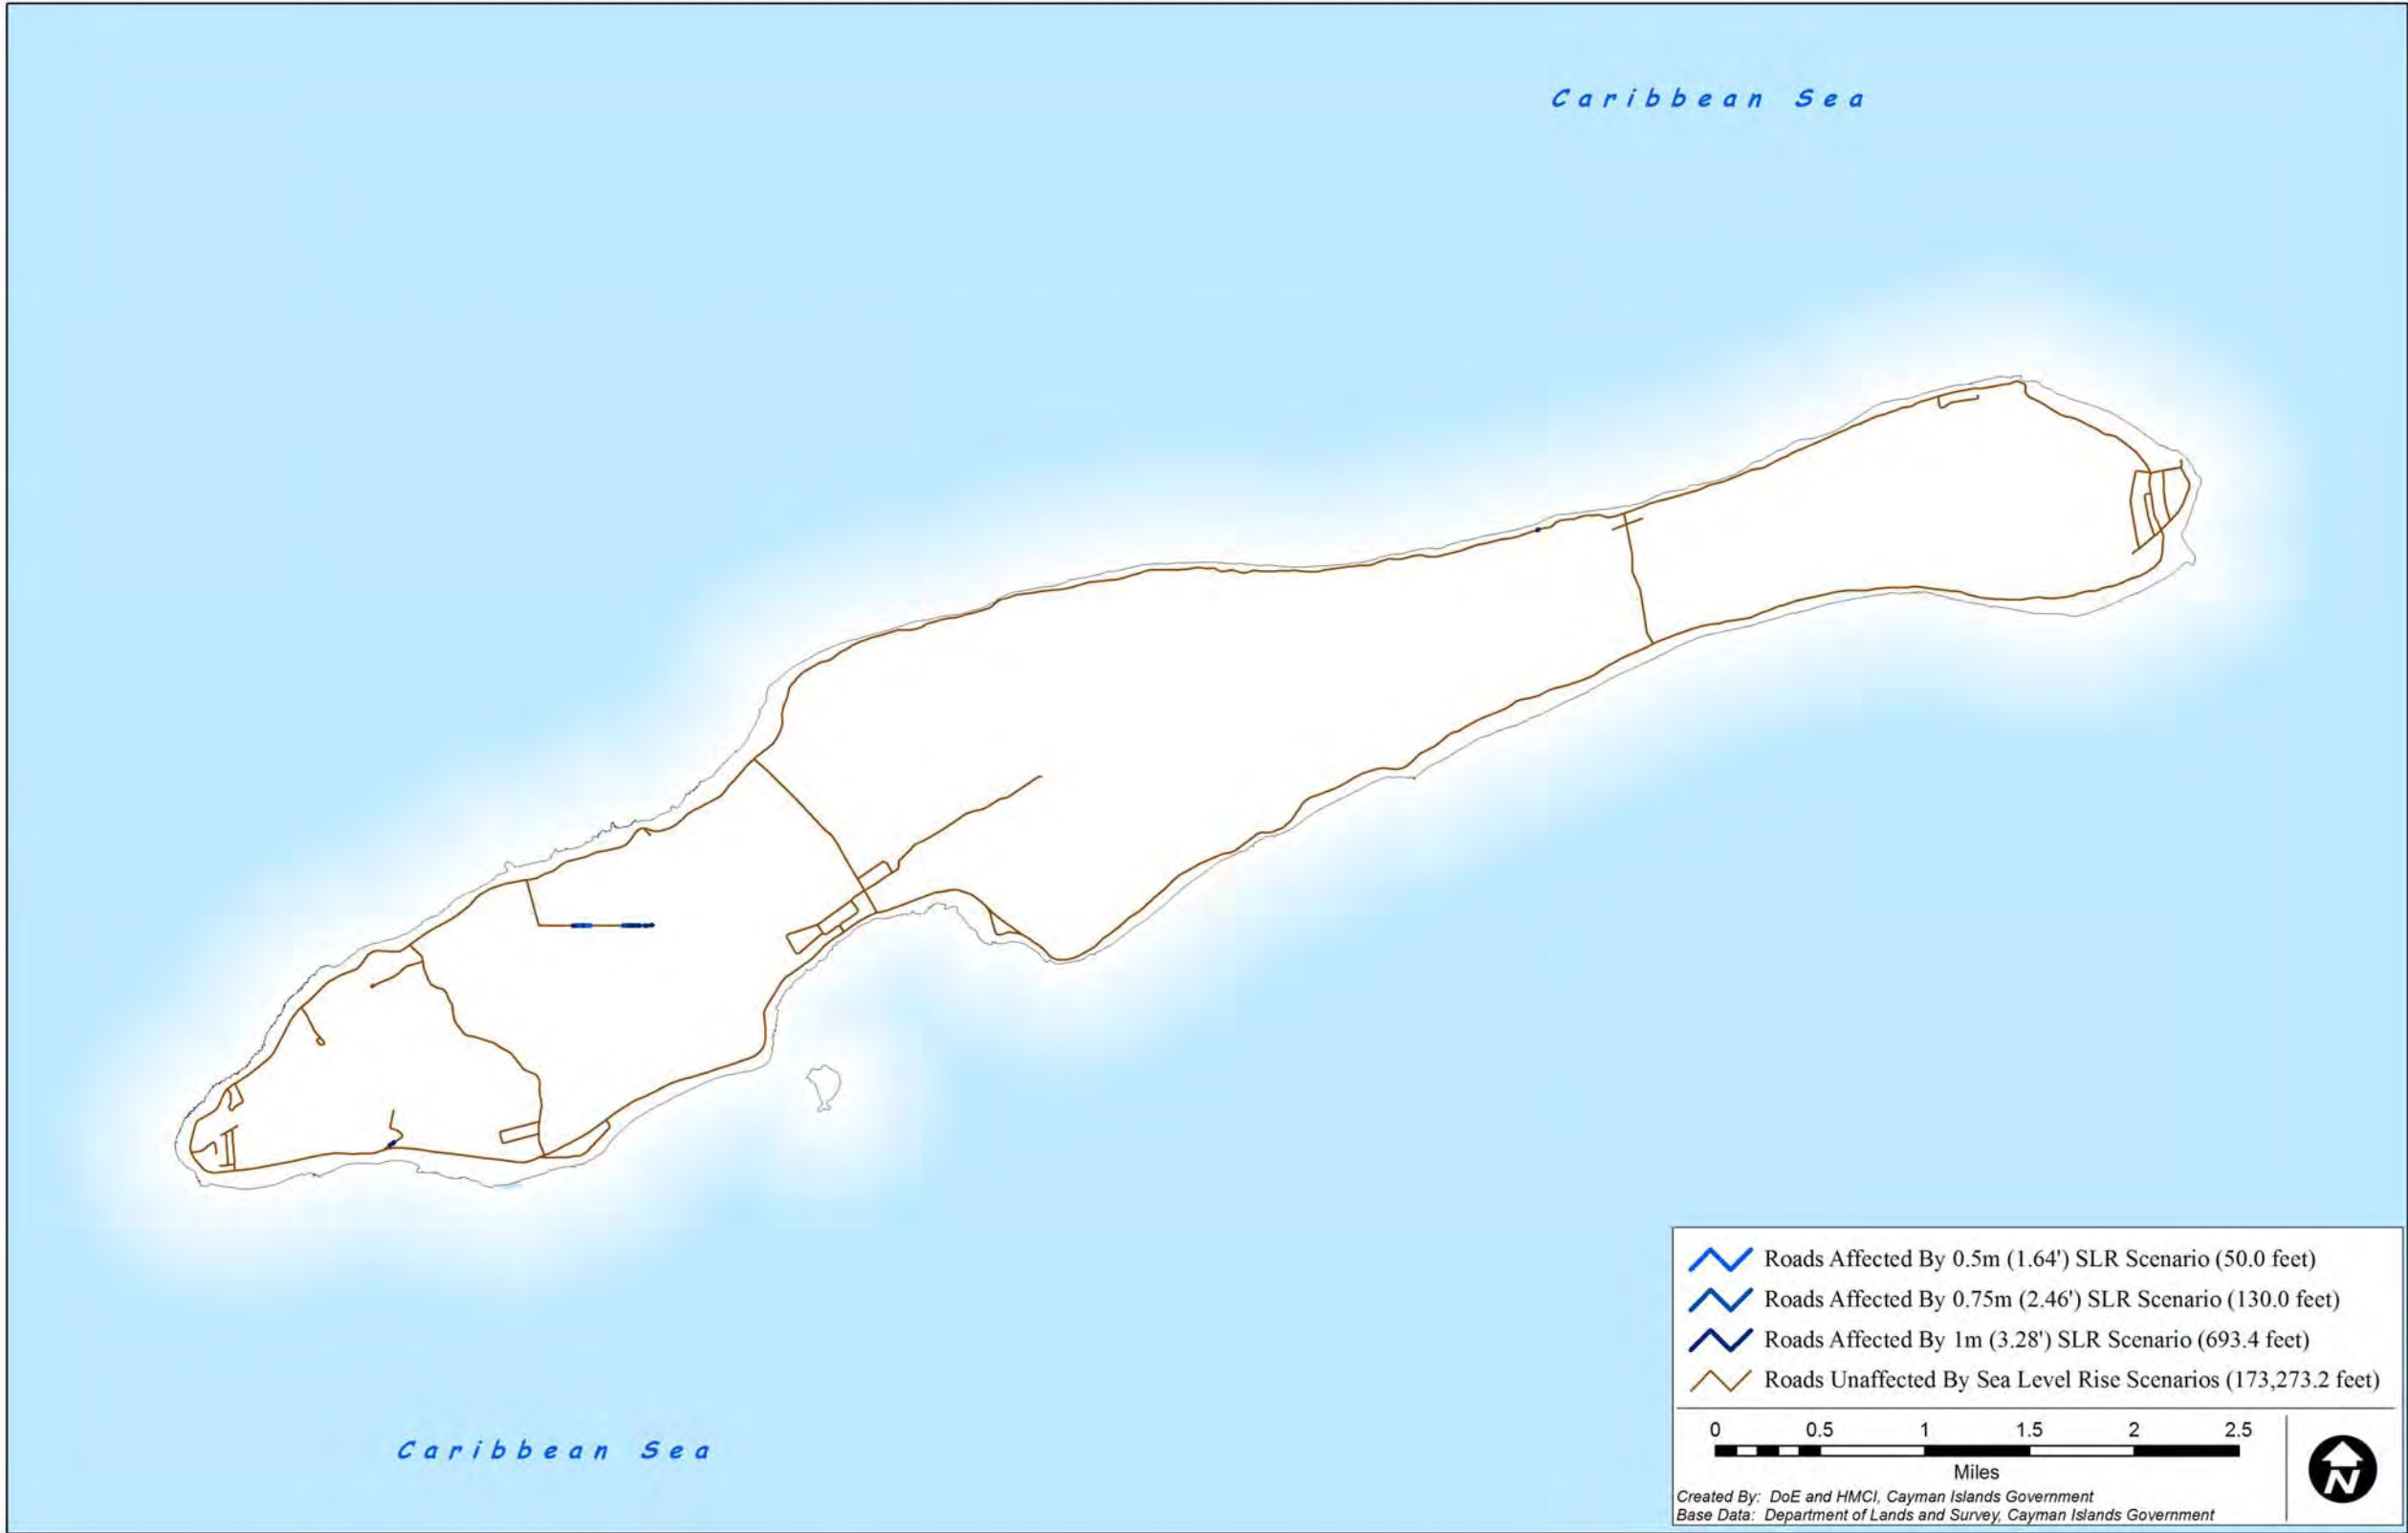 Caribbean Sea
Caribbean Sea
Roads Affected By 0.5m (1.64') SLR Scenario (50.0 feet)
Roads Affected By 0.75m (2.46') SLR Scenario (130.0 feet)
Roads Affected By 1m (3.28') SLR Scenario (693.4 feet)
Roads Unaffected By Sea Level Rise Scenarios (173,273.2 feet)
0 0.5 1 1.5 2 2.5
Miles
N
Created By: DoE and HMCI, Cayman Islands Government
Base Data: Department of Lands and Survey, Cayman Islands Government